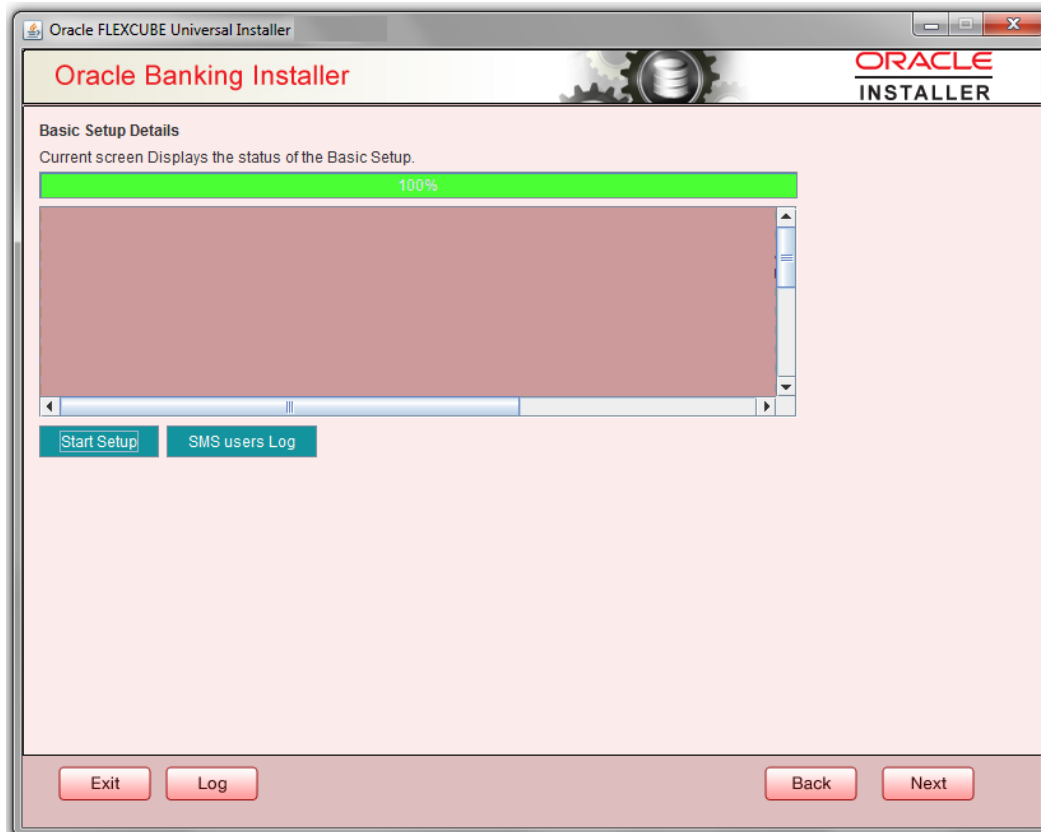 Oracle FLEXCUBE Universal Installer
Oracle Banking Installer
ORACLE
INSTALLER
Basic Setup Details
Current screen Displays the status of the Basic Setup.
100%
Start Setup SMS users Log
Exit Log Back Next